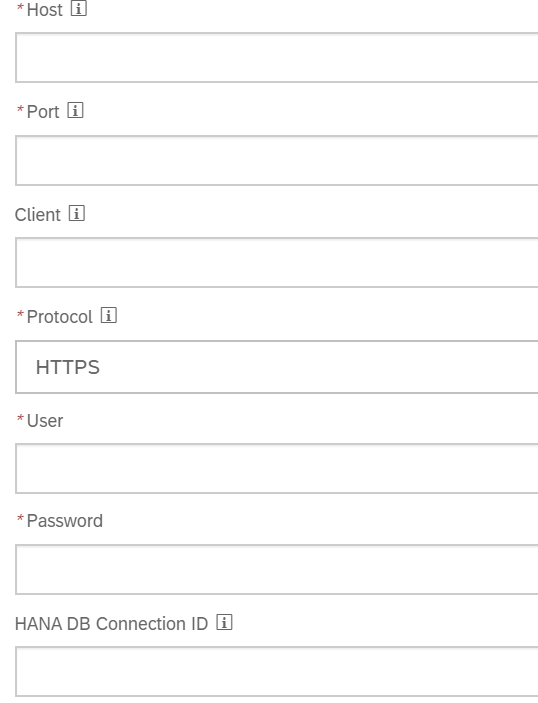 * Host
* Port
Client
* Protocol
HTTPS
* User
* Password
HANA DB Connection ID